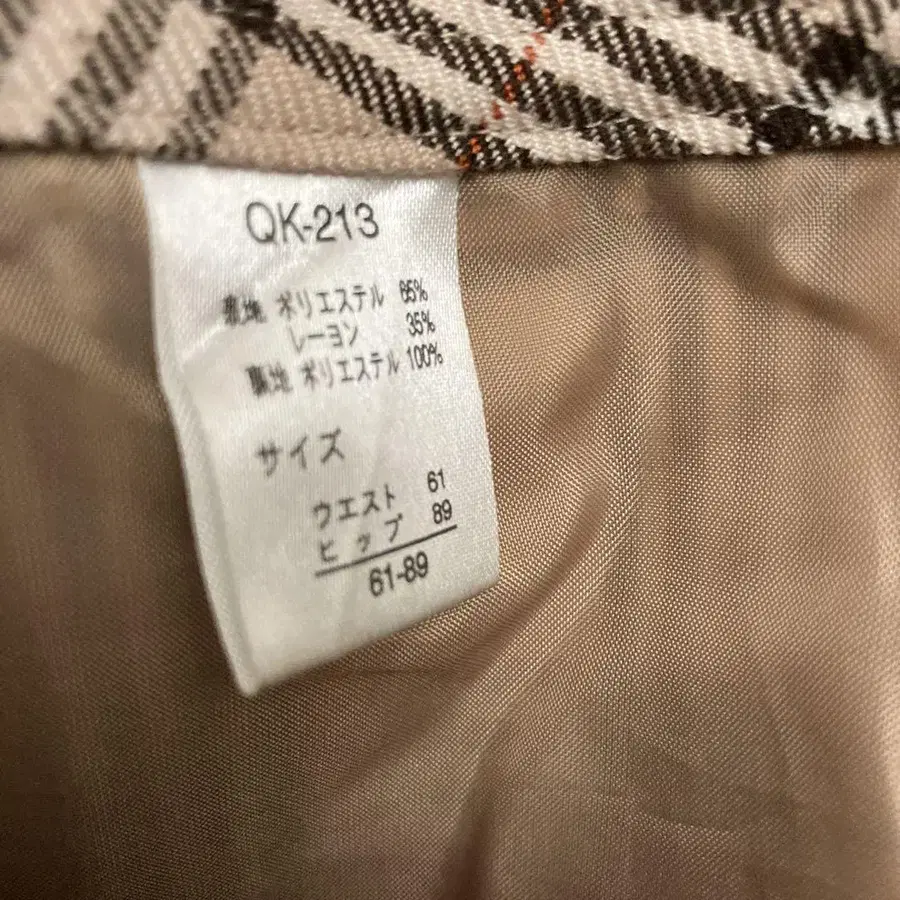 QK-213
表地 ポリエステル 65%
レーヨン 35%
裏地 ポリエステル 100%
サイズ
ウエスト 61
ヒップ 89
61-89